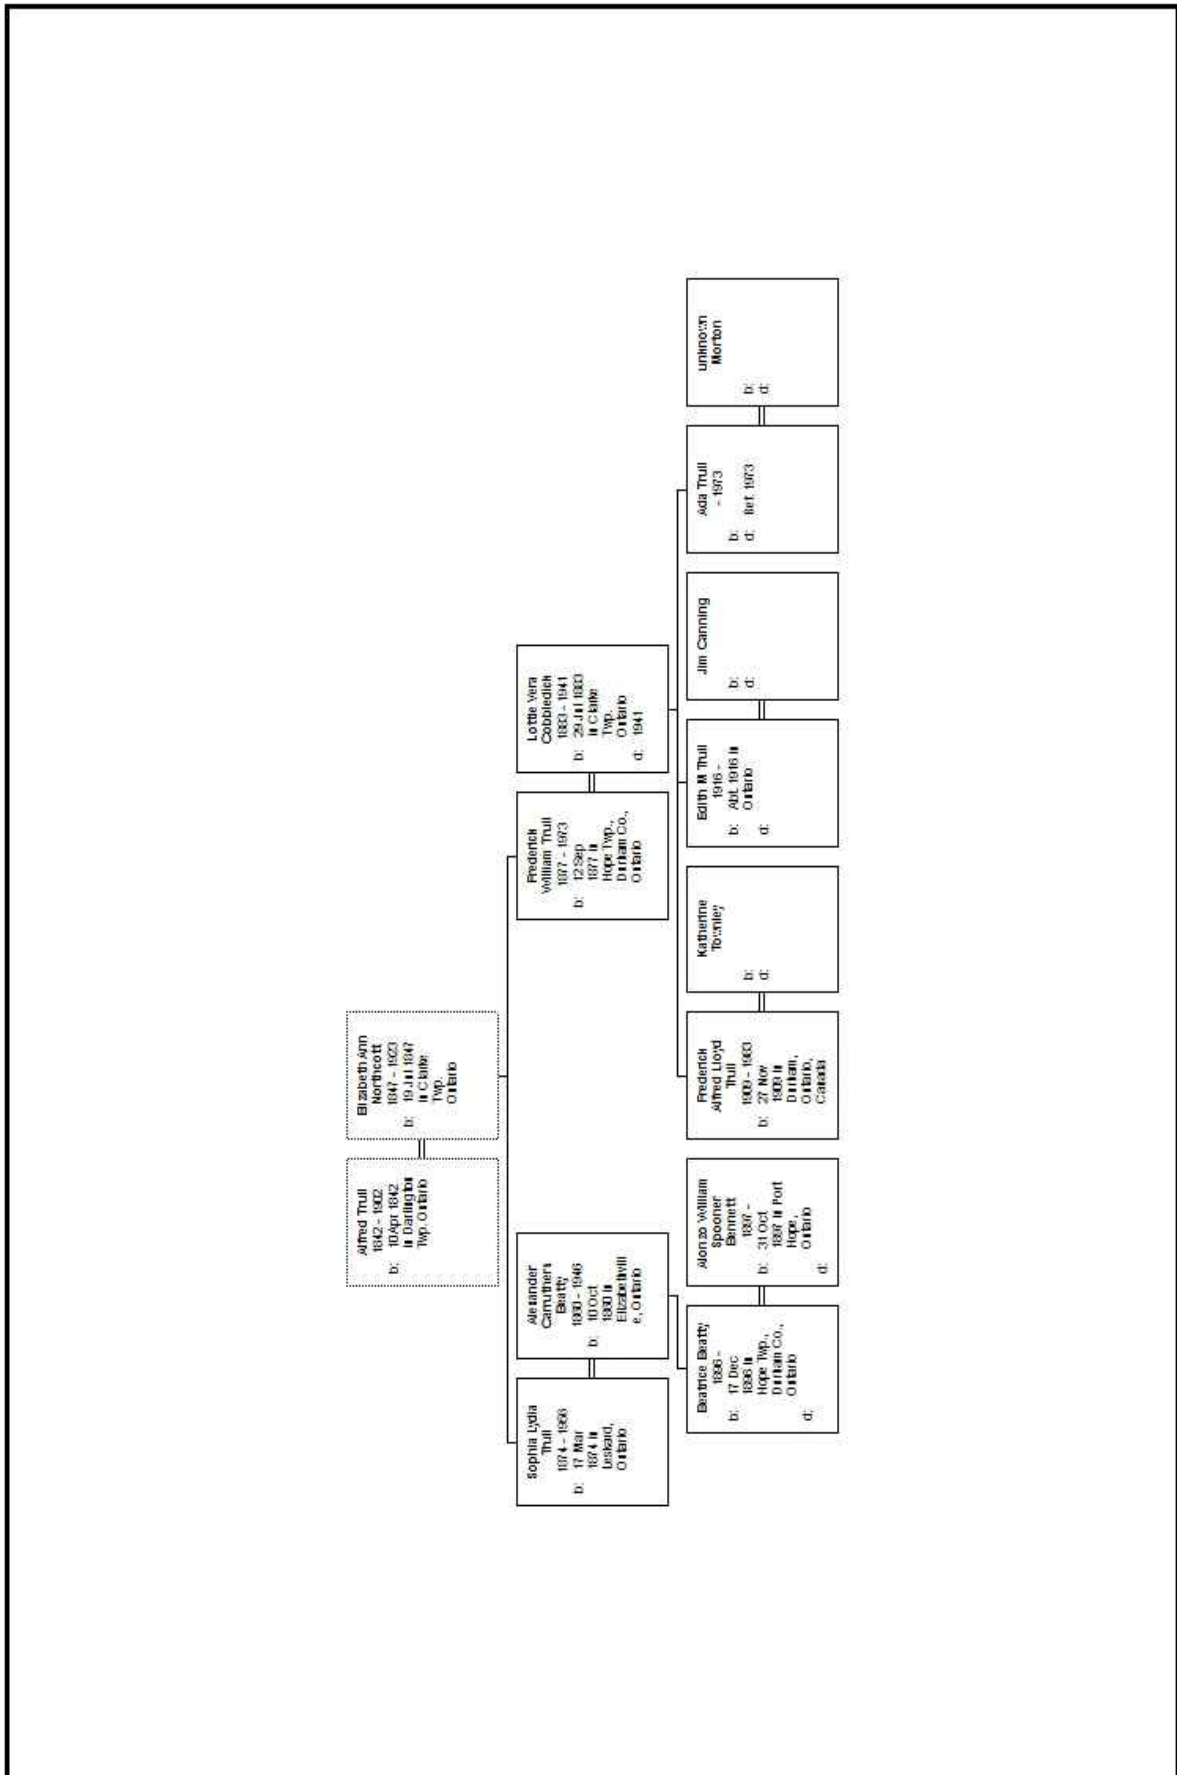 Alfred Trull
1842 - 1902
b: 10 Apr 1842
in Darlington
Twp. Ontario
Elizabeth Ann
Northcott
1847 - 1923
b: 19 Jul 1847
in Clarke
Twp.
Ontario
Sophia Lydia
Trull
1874 - 1956
b: 17 Mar
1874 in
Leskard,
Ontario
Alexander
Carruthers
Beatty
1860 - 1946
b: 10 Oct
1860 in
Elizabethvill
e, Ontario
Frederick
William Trull
1877 - 1973
b: 12 Sep
1877 in
Hope Twp.,
Durham Co.,
Ontario
Lottie Vera
Cobbledick
1883 - 1941
b: 29 Jul 1883
in Clarke
Twp.
Ontario
d: 1941
Beatrice Beatty
1896 -
b: 17 Dec
1896 in
Hope Twp.,
Durham Co.,
Ontario
d:
Alonzo William
Spooner
Bennett
1897 -
b: 31 Oct
1897 in Port
Hope,
Ontario
d:
Frederick
Alfred Lloyd
Trull
1909 - 1983
b: 27 Nov
1909 in
Durham,
Ontario,
Canada
Katherine
Townley
b:
d:
Edith M Trull
1916 -
b: Abt. 1916 in
Ontario
d:
Jim Canning
b:
d:
Ada Trull
- 1973
b:
d: Bef. 1973
unknown
Morton
b:
d: